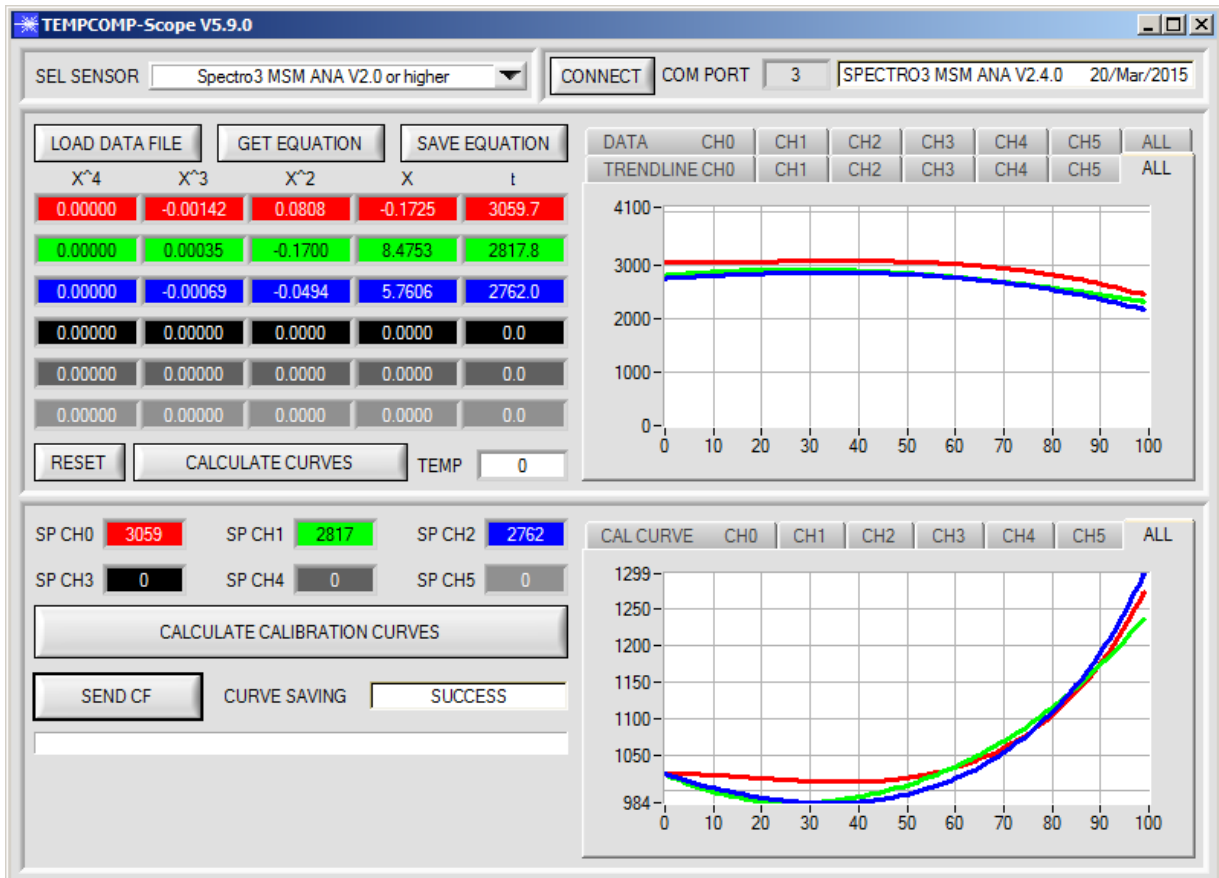 TEMPCOMP-Scope V5.9.0
SEL SENSOR Spectro3 MSM ANA V2.0 or higher CONNECT COM PORT 3 SPECTRO3 MSM ANA V2.4.0 20/Mar/2015
LOAD DATA FILE GET EQUATION SAVE EQUATION
X^4 X^3 X^2 X t
0.00000 -0.00142 0.0808 -0.1725 3059.7
0.00000 0.00035 -0.1700 8.4753 2817.8
0.00000 -0.00069 -0.0494 5.7606 2762.0
0.00000 0.00000 0.0000 0.0000 0.0
0.00000 0.00000 0.0000 0.0000 0.0
0.00000 0.00000 0.0000 0.0000 0.0
RESET CALCULATE CURVES TEMP 0
DATA CH0 CH1 CH2 CH3 CH4 CH5 ALL
TRENDLINE CH0 CH1 CH2 CH3 CH4 CH5 ALL
4100
3000
2000
1000
0
0 10 20 30 40 50 60 70 80 90 100
SP CH0 3059 SP CH1 2817 SP CH2 2762
SP CH3 0 SP CH4 0 SP CH5 0
CALCULATE CALIBRATION CURVES
SEND CF CURVE SAVING SUCCESS
CAL CURVE CH0 CH1 CH2 CH3 CH4 CH5 ALL
1299
1250
1200
1150
1100
1050
984
0 10 20 30 40 50 60 70 80 90 100